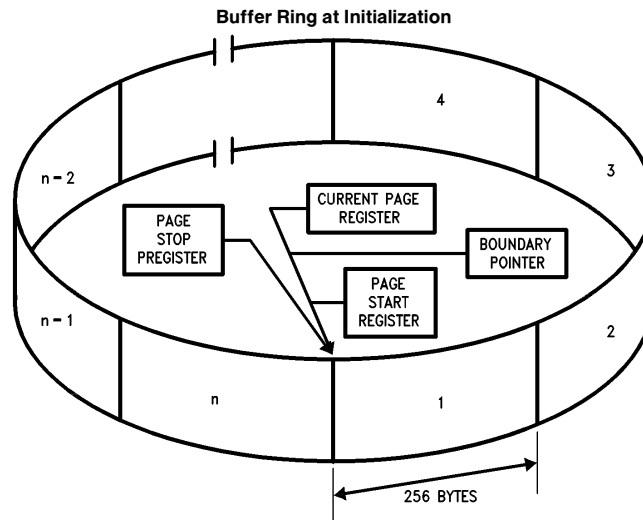 Buffer Ring at Initialization
4
3
n-2
CURRENT PAGE
REGISTER
PAGE
STOP
PREGISTER
BOUNDARY
POINTER
PAGE
START
REGISTER
n-1
2
n
1
256 BYTES